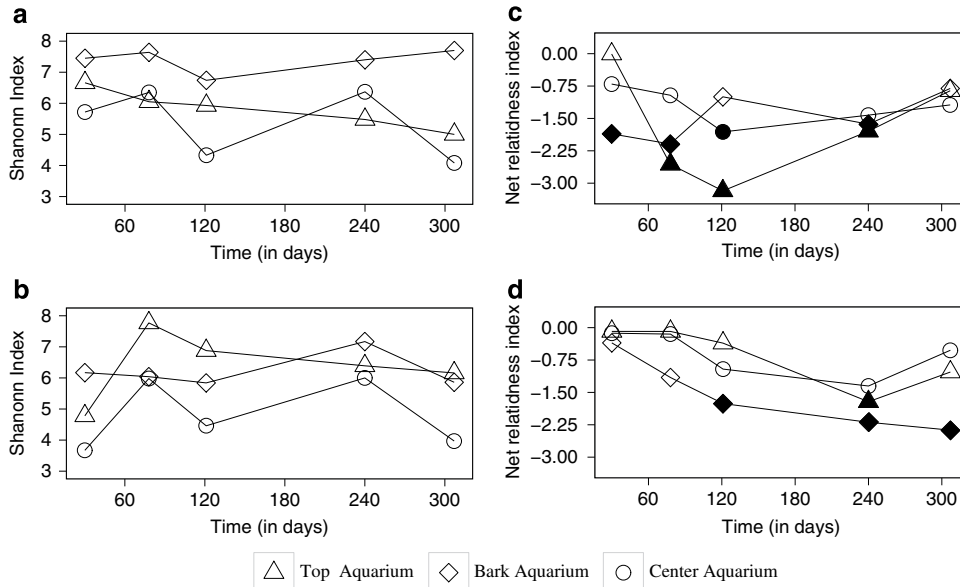 a
8
7
6
5
4
3
Shanonn Index
60 120 180 240 300
Time (in days)
c
0.00
−0.75
−1.50
−2.25
−3.00
Net relatidness index
60 120 180 240 300
Time (in days)
b
8
7
6
5
4
3
Shanonn Index
60 120 180 240 300
Time (in days)
d
0.00
−0.75
−1.50
−2.25
−3.00
Net relatidness index
60 120 180 240 300
Time (in days)
Top Aquarium Bark Aquarium Center Aquarium